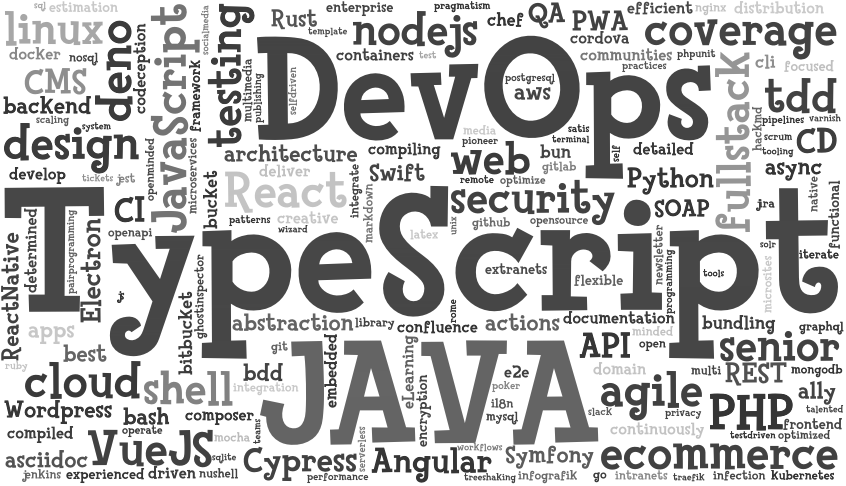 sql
estimation
linux
docker
nosql
CMS
backend
scaling
system
design
develop
tickets
jest
deno
codeception
JavaScript
socialmedia
framework
testing
multimedia
publishing
microservices
openminded
bucket
Rust
enterprise
template
pragmatism
nodejs
chef
QA
PWA
cordova
efficient
nginx
distribution
coverage
containers
test
communities
phpunit
practices
cli
focused
DevOps
selfdriven
postgresql
aws
fullstack
hackmd
tdd
pipelines
varnish
scrum
tooling
CD
async
architecture
compiling
media
pioneer
satis
terminal
self
detailed
deliver
React
creative
patterns
wizard
integrate
markdown
Swift
web
remote
optimize
bun
gitlab
Python
security
SOAP
unix
github
opensource
latex
jira
native
functional
solr
iterate
microsites
CI
openapi
TypeScript
determined
pairprogramming
Electron
ReactNative
js
bitbucket
ghostinspector
extranets
flexible
newsletter
programming
tools
rome
apps
best
ruby
abstraction
library
confluence
actions
documentation
minded
bundling
graphql
git
embedded
JAVA
eLearning
encryption
API
open
senior
domain
multi
REST
mongodb
cloud
shell
bdd
integration
e2e
poker
i18n
mysql
agile
slack
privacy
PHP
ally
talented
frontend
Wordpress
bash
composer
operate
compiled
VueJS
mocha
sqlite
teams
serverless
continuously
testdriven
optimized
ecommerce
asciidoc
jenkins
experienced
driven
nushell
Cypress
performance
Angular
workflows
treeshaking
Symfony
infografik
go
intranets
traefik
infection
Kubernetes